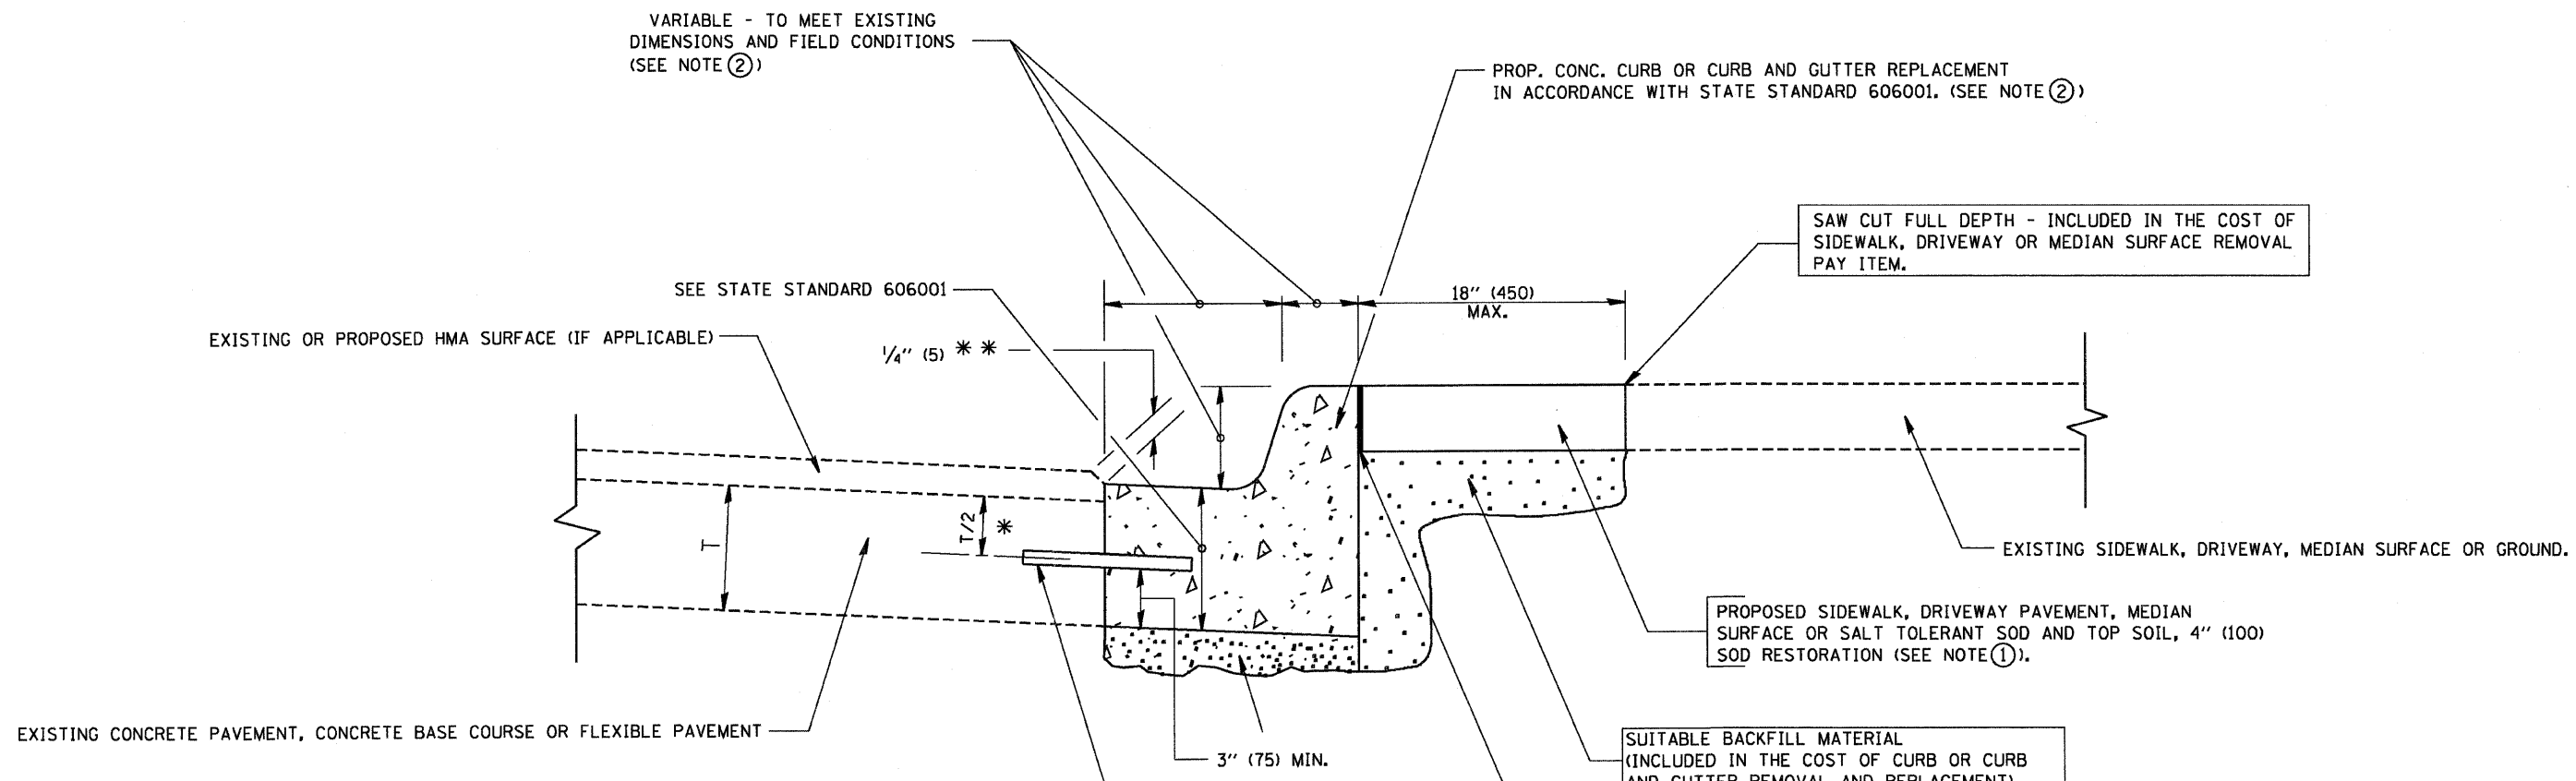 VARIABLE - TO MEET EXISTING
DIMENSIONS AND FIELD CONDITIONS
(SEE NOTE ②)
PROP. CONC. CURB OR CURB AND GUTTER REPLACEMENT
IN ACCORDANCE WITH STATE STANDARD 606001. (SEE NOTE ②)
SAW CUT FULL DEPTH - INCLUDED IN THE COST OF
SIDEWALK, DRIVEWAY OR MEDIAN SURFACE REMOVAL
PAY ITEM.
SEE STATE STANDARD 606001
18" (450)
MAX.
EXISTING OR PROPOSED HMA SURFACE (IF APPLICABLE)
1/4" (5) * *
T
T/2 *
EXISTING SIDEWALK, DRIVEWAY, MEDIAN SURFACE OR GROUND.
PROPOSED SIDEWALK, DRIVEWAY PAVEMENT, MEDIAN
SURFACE OR SALT TOLERANT SOD AND TOP SOIL, 4" (100)
SOD RESTORATION (SEE NOTE ①).
EXISTING CONCRETE PAVEMENT, CONCRETE BASE COURSE OR FLEXIBLE PAVEMENT
3" (75) MIN.
SUITABLE BACKFILL MATERIAL
(INCLUDED IN THE COST OF CURB OR CURB
AND GUTTER REMOVAL AND REPLACEMENT)